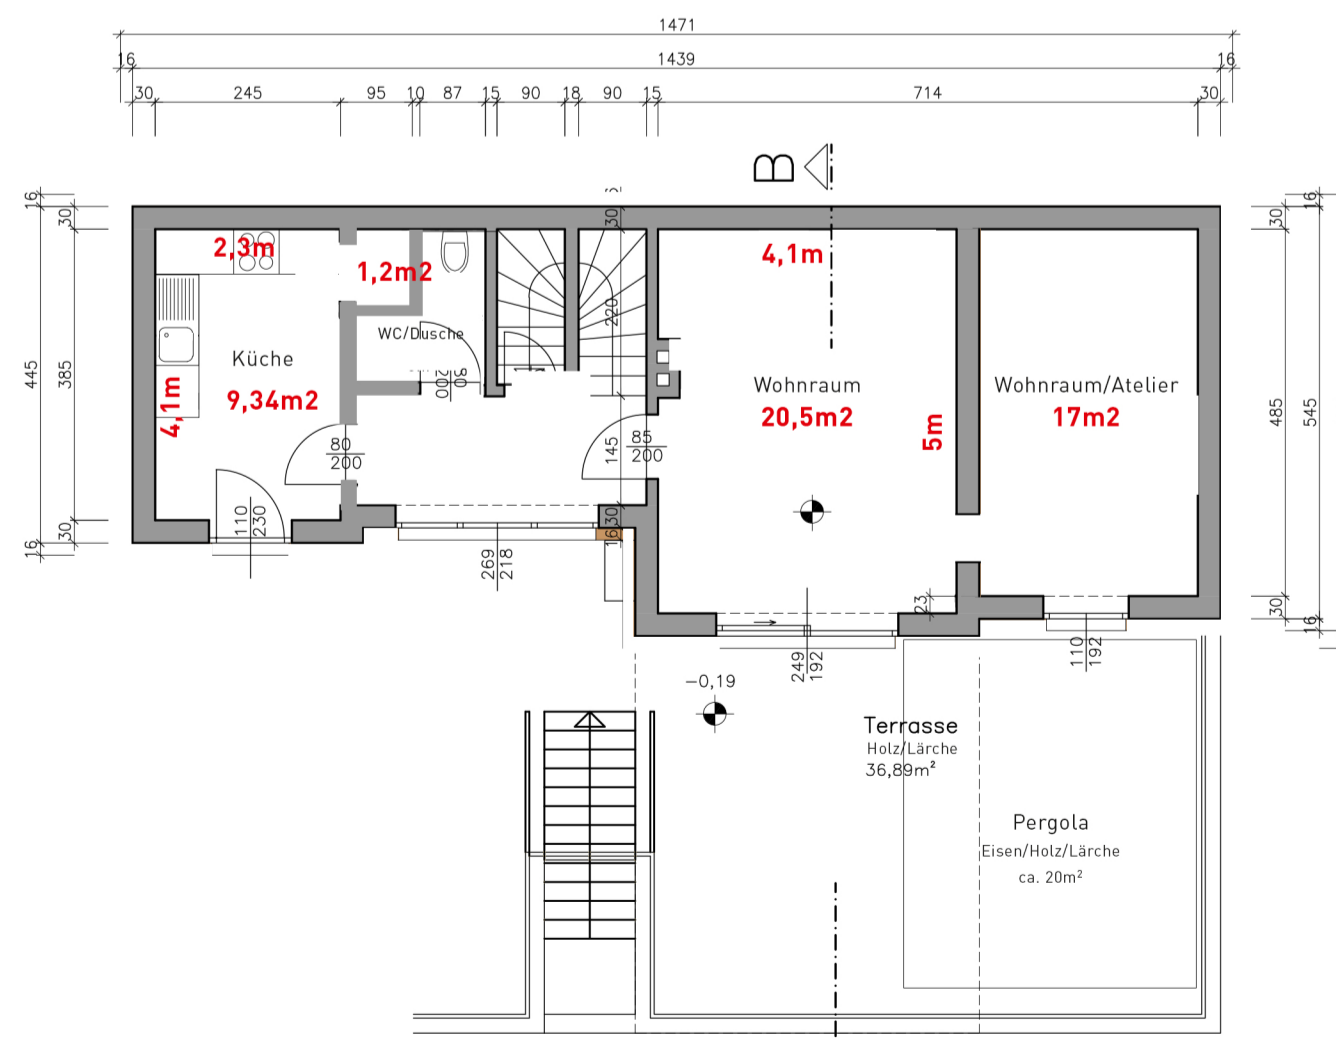 1471
16 1439 16
30 245 95 10 87 15 90 18 90 15 714 30
B
16
30
445
385
30
16
2,3m
1,2m2
WC/Dusche
Küche
9,34m2
4,1m
80
200
110
230
269
218
30
220
145
30
16
85
200
4,1m
Wohnraum
20,5m2
5m
Wohnraum/Atelier
17m2
23
249
192
110
192
16
30
485
545
30
16
-0,19
Terrasse
Holz/Lärche
36,89m²
Pergola
Eisen/Holz/Lärche
ca. 20m²